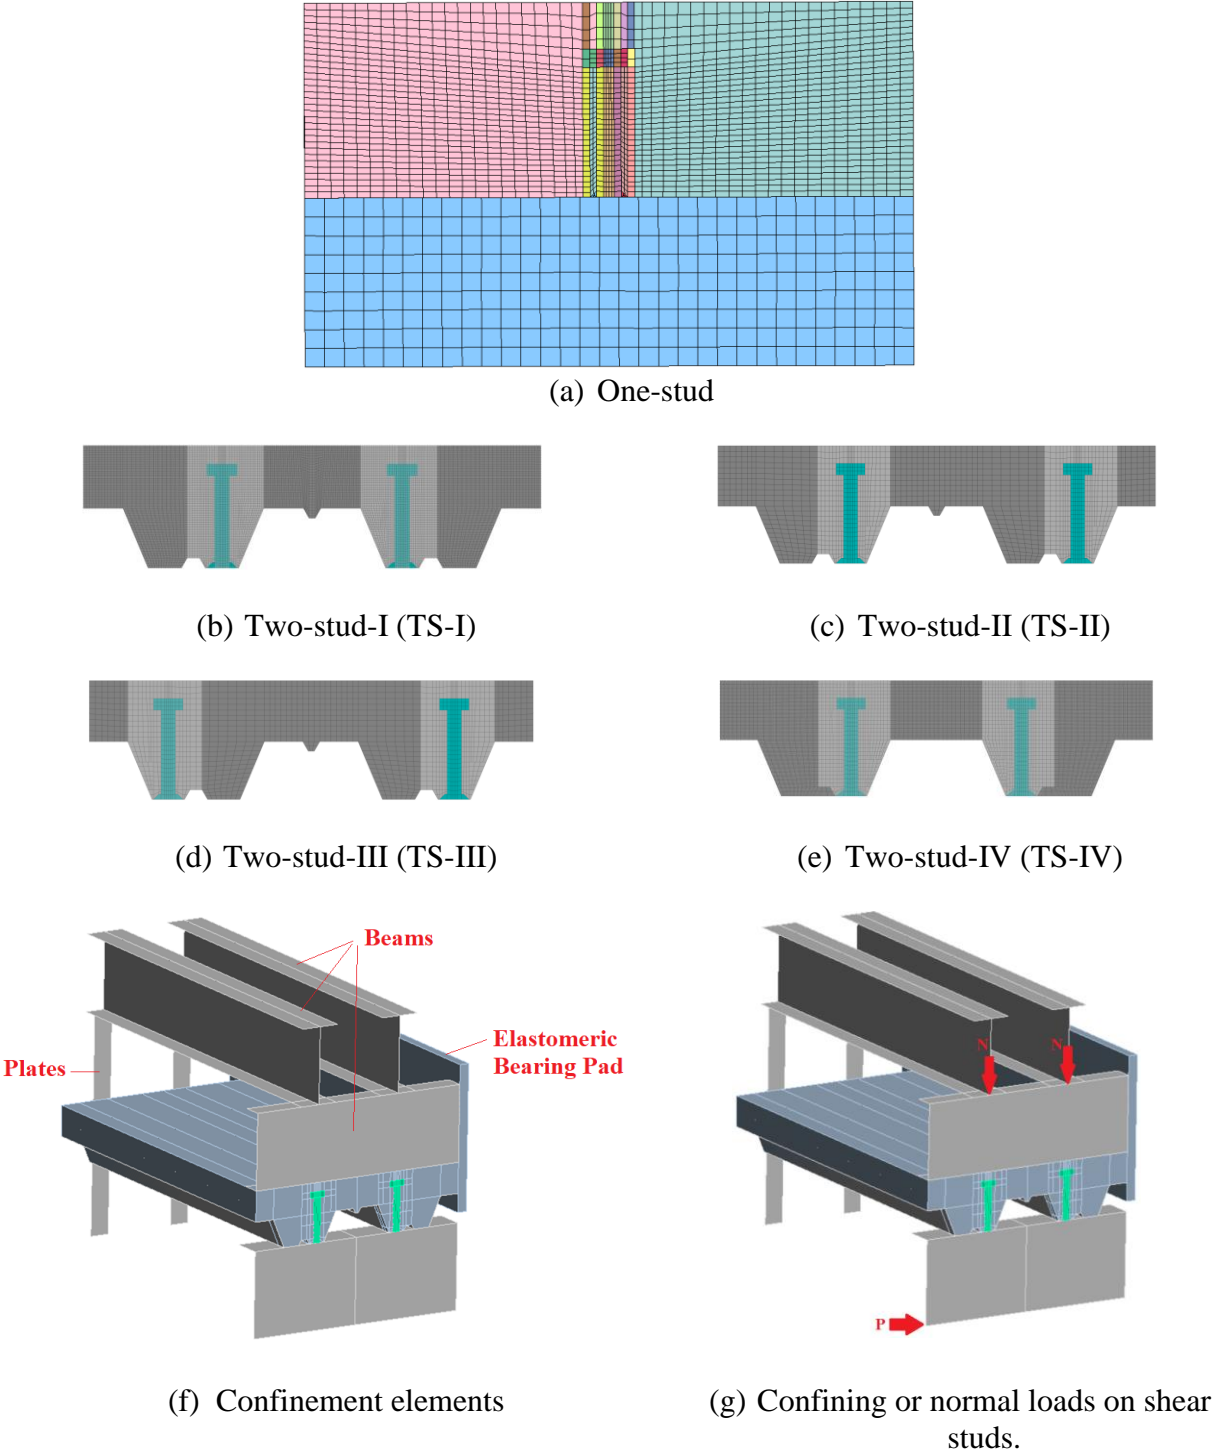 (a) One-stud
(b) Two-stud-I (TS-I)
(c) Two-stud-II (TS-II)
(d) Two-stud-III (TS-III)
(e) Two-stud-IV (TS-IV)
Beams
Elastomeric
Bearing Pad
Plates
N
N
P
(f) Confinement elements
(g) Confining or normal loads on shear
studs.